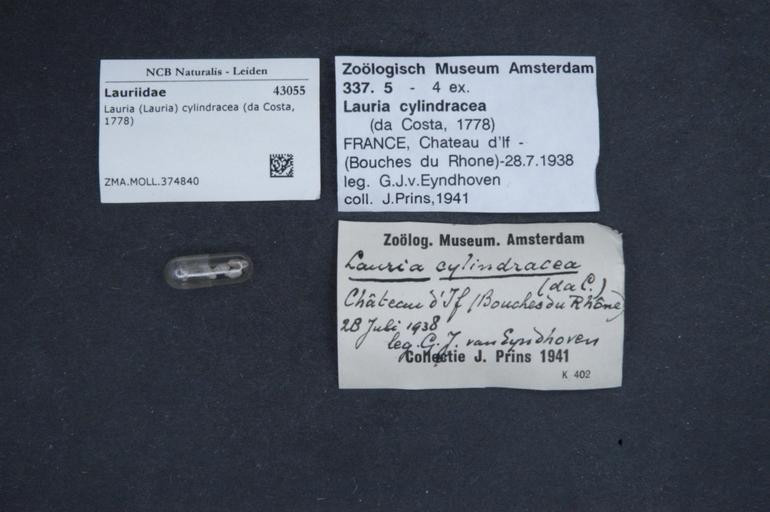 NCB Naturalis - Leiden
Lauriidae 43055
Lauria (Lauria) cylindracea (da Costa,
1778)
ZMA.MOLL.374840
Zoölogisch Museum Amsterdam
337. 5 - 4 ex.
Lauria cylindracea
(da Costa, 1778)
FRANCE, Chateau d'If -
(Bouches du Rhone)-28.7.1938
leg. G.J.v.Eyndhoven
coll. J.Prins,1941
Zoölog. Museum. Amsterdam
Lauria cylindracea
(da C.)
Château d'If (Bouches du Rhône)
28 Juli 1938
leg. G.J. van Eyndhoven
Collectie J. Prins 1941
K 402